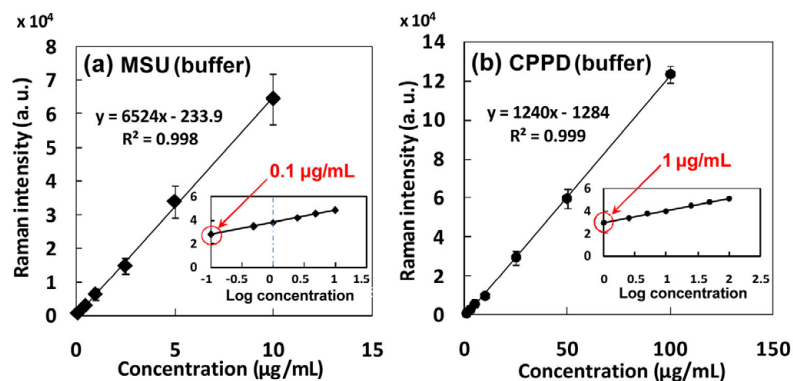 x 10⁴
8
7
6
5
4
3
2
1
0
Raman intensity (a. u.)
(a) MSU (buffer)
y = 6524x - 233.9
R² = 0.998
0.1 µg/mL
6
4
2
0
-1 -0.5 0 0.5 1 1.5
Log concentration
0 5 10 15
Concentration (µg/mL)
x 10⁴
14
12
10
8
6
4
2
0
Raman intensity (a. u.)
(b) CPPD (buffer)
y = 1240x - 1284
R² = 0.999
1 µg/mL
6
4
2
0
0 0.5 1 1.5 2 2.5
Log concentration
0 50 100 150
Concentration (µg/mL)